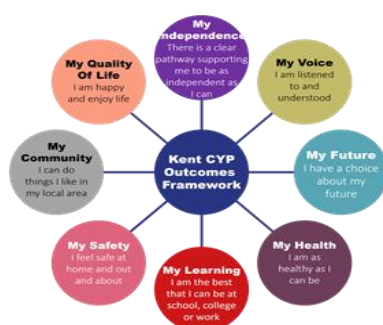 My
Independence
There is a clear
pathway supporting
me to be as
independent as
I can
My Voice
I am listened
to and
understood
My Future
I have a choice
about my
future
My Health
I am as
healthy as I
can be
My Learning
I am the best
that I can be at
school, college
or work
My Safety
I feel safe at
home and out
and about
My
Community
I can do
things I like in
my local area
My Quality
Of Life
I am happy
and enjoy life
Kent CYP
Outcomes
Framework